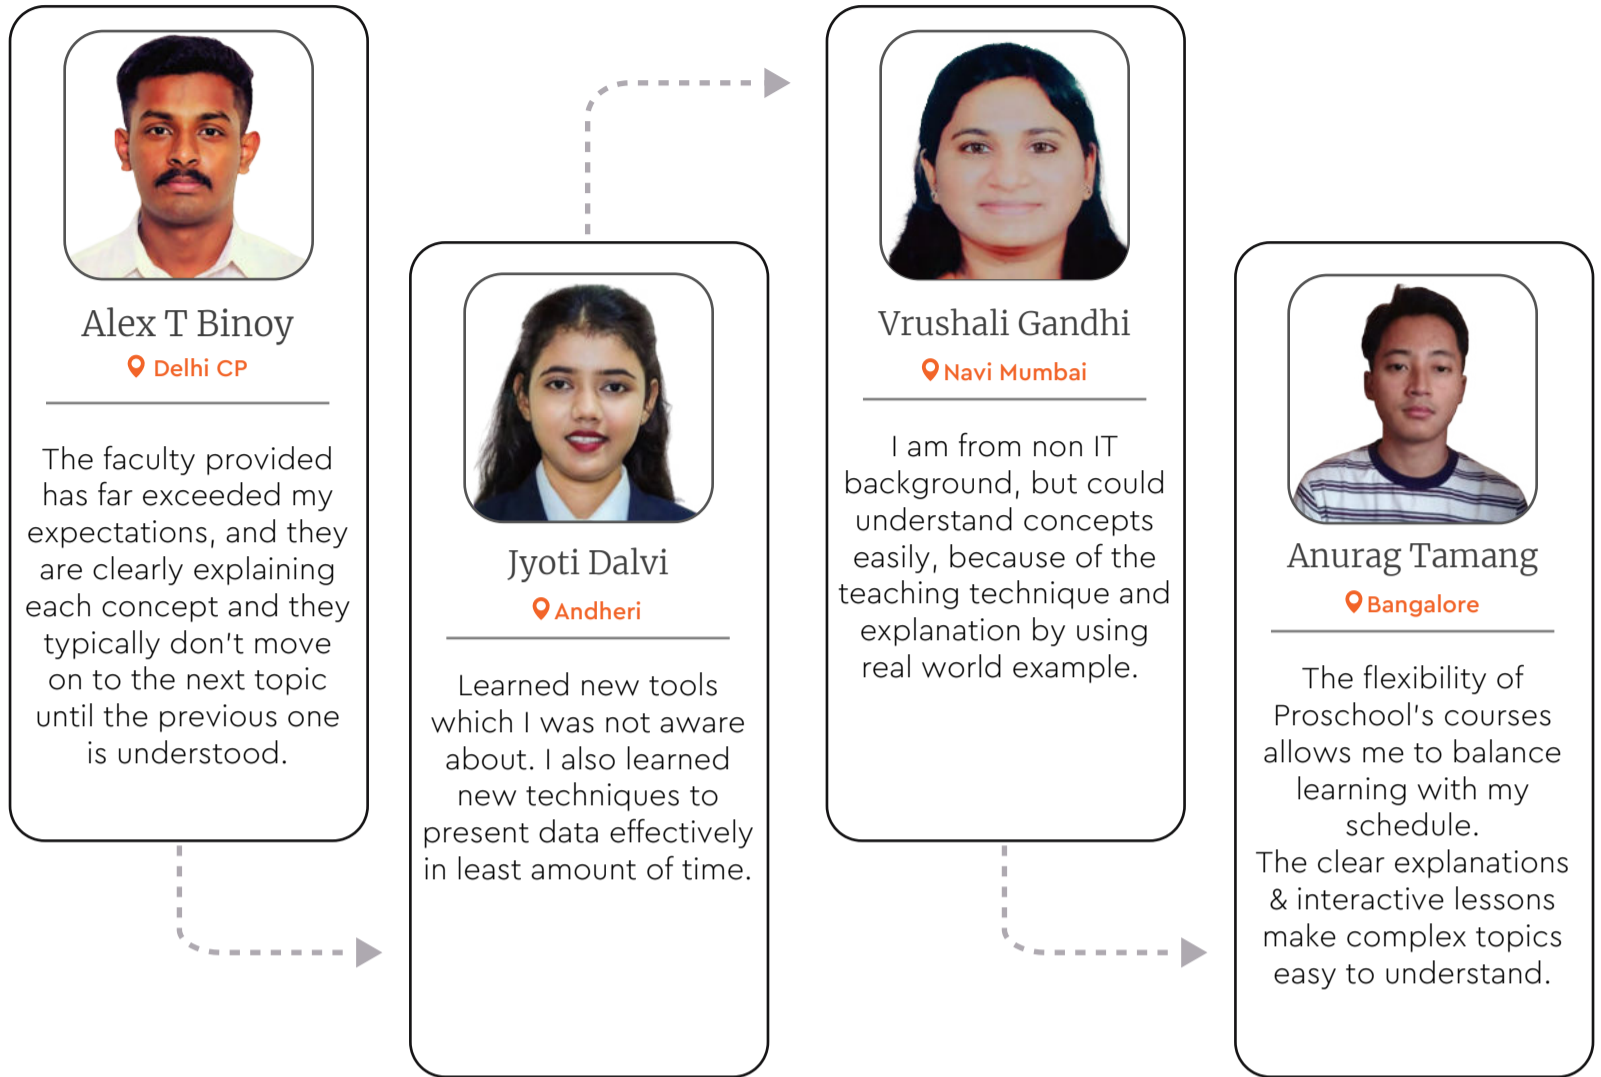 Alex T Binoy
Delhi CP
The faculty provided
has far exceeded my
expectations, and they
are clearly explaining
each concept and they
typically don't move
on to the next topic
until the previous one
is understood.
Jyoti Dalvi
Andheri
Learned new tools
which I was not aware
about. I also learned
new techniques to
present data effectively
in least amount of time.
Vrushali Gandhi
Navi Mumbai
I am from non IT
background, but could
understand concepts
easily, because of the
teaching technique and
explanation by using
real world example.
Anurag Tamang
Bangalore
The flexibility of
Proschool's courses
allows me to balance
learning with my
schedule.
The clear explanations
& interactive lessons
make complex topics
easy to understand.